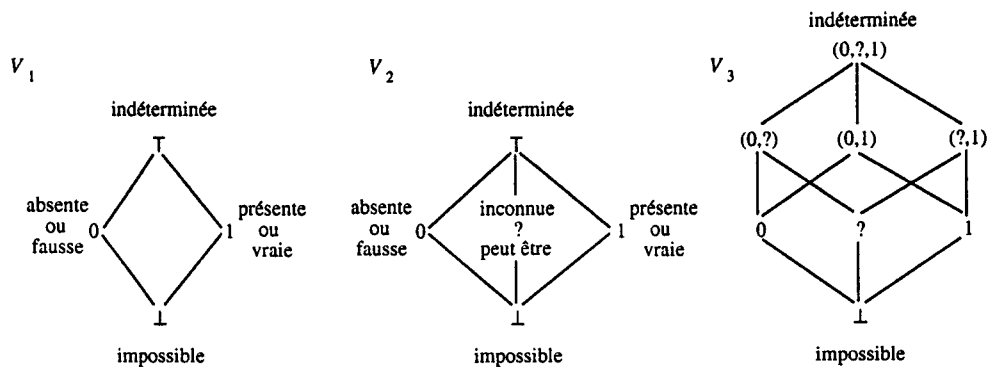 V1
indéterminée
⊤
absente
ou
fausse
0
1
présente
ou
vraie
⊥
impossible
V2
indéterminée
⊤
absente
ou
fausse
0
inconnue
?
peut être
1
présente
ou
vraie
⊥
impossible
V3
indéterminée
(0,?,1)
(0,?)
(0,1)
(?,1)
0
?
1
⊥
impossible